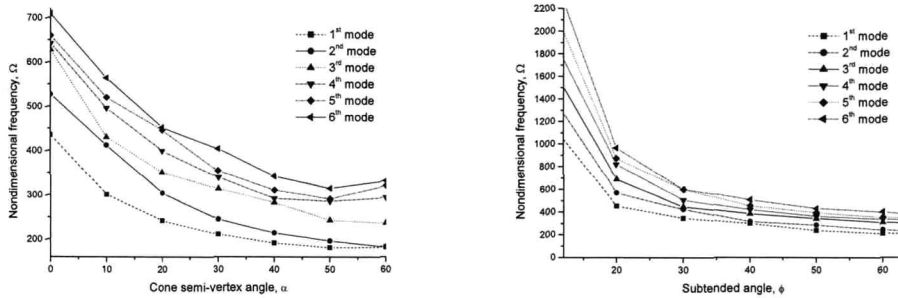 700
600
500
400
300
200
0
10
20
30
40
50
60
Nondimensional frequency, Ω
Cone semi-vertex angle, α
1st mode
2nd mode
3rd mode
4th mode
5th mode
6th mode
2200
2000
1800
1600
1400
1200
1000
800
600
400
200
0
20
30
40
50
60
Nondimensional frequency, Ω
Subtended angle, ϕ
1st mode
2nd mode
3rd mode
4th mode
5th mode
6th mode